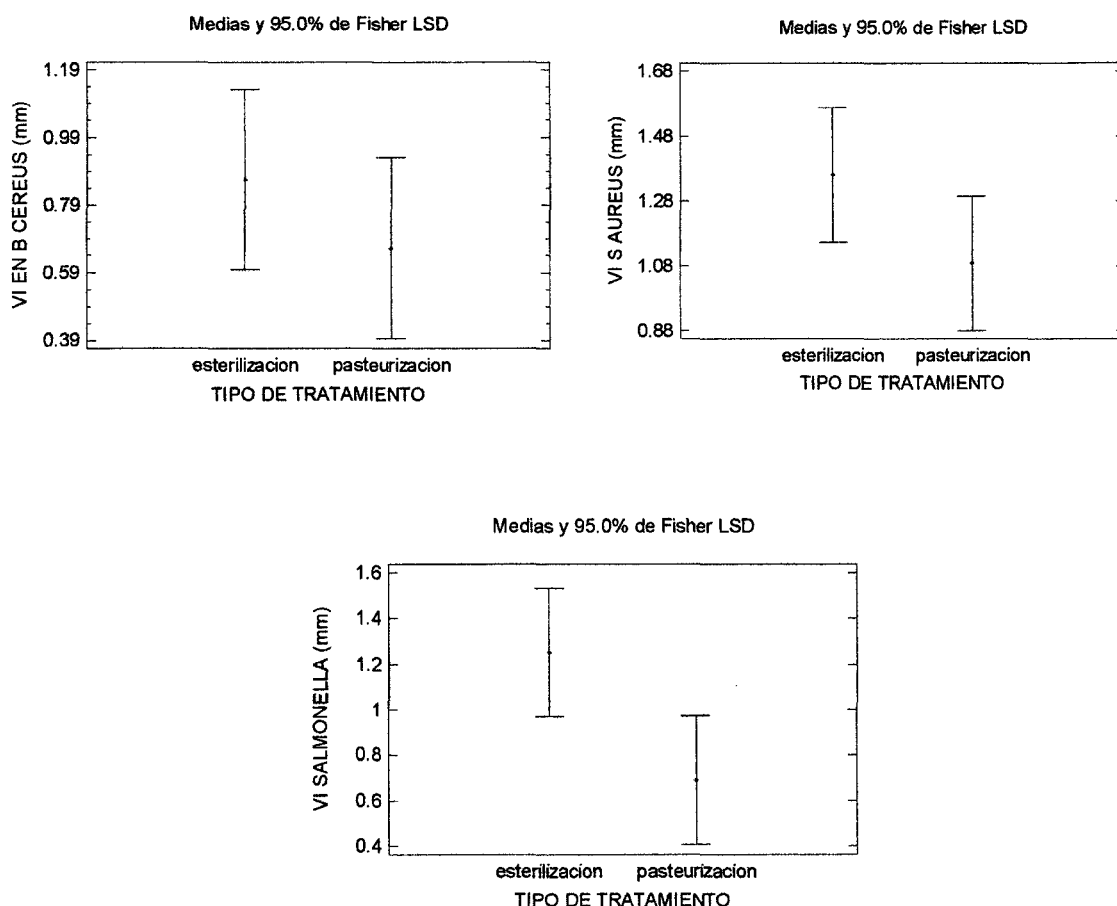 Medias y 95.0% de Fisher LSD
VI EN B CEREUS (mm)
1.19
0.99
0.79
0.59
0.39
esterilizacion pasteurizacion
TIPO DE TRATAMIENTO
Medias y 95.0% de Fisher LSD
VI S AUREUS (mm)
1.68
1.48
1.28
1.08
0.88
esterilizacion pasteurizacion
TIPO DE TRATAMIENTO
Medias y 95.0% de Fisher LSD
VI SALMONELLA (mm)
1.6
1.4
1.2
1
0.8
0.6
0.4
esterilizacion pasteurizacion
TIPO DE TRATAMIENTO